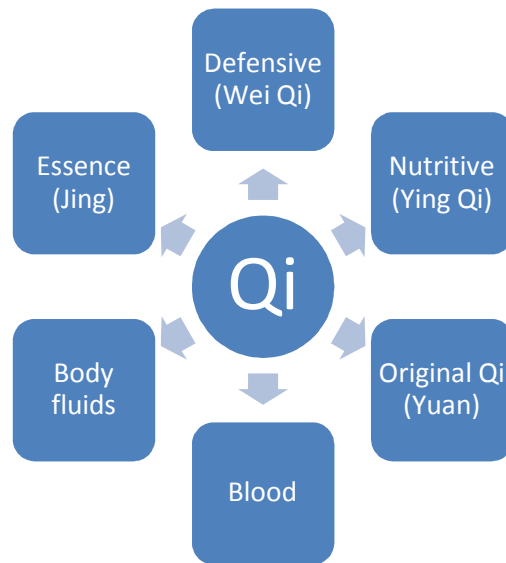 Defensive
(Wei Qi)
Essence
(Jing)
Nutritive
(Ying Qi)
Qi
Body
fluids
Original Qi
(Yuan)
Blood